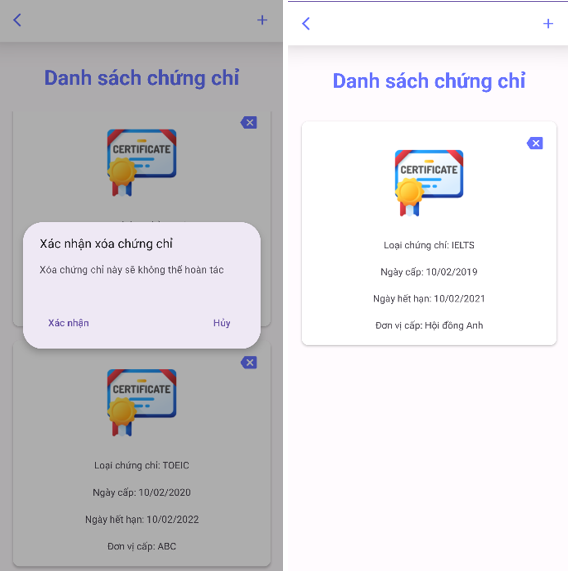 Danh sách chứng chỉ
CERTIFICATE
Xác nhận xóa chứng chỉ
Xóa chứng chỉ này sẽ không thể hoàn tác
Xác nhận
Hủy
CERTIFICATE
Loại chứng chỉ: TOEIC
Ngày cấp: 10/02/2020
Ngày hết hạn: 10/02/2022
Đơn vị cấp: ABC
Danh sách chứng chỉ
CERTIFICATE
Loại chứng chỉ: IELTS
Ngày cấp: 10/02/2019
Ngày hết hạn: 10/02/2021
Đơn vị cấp: Hội đồng Anh